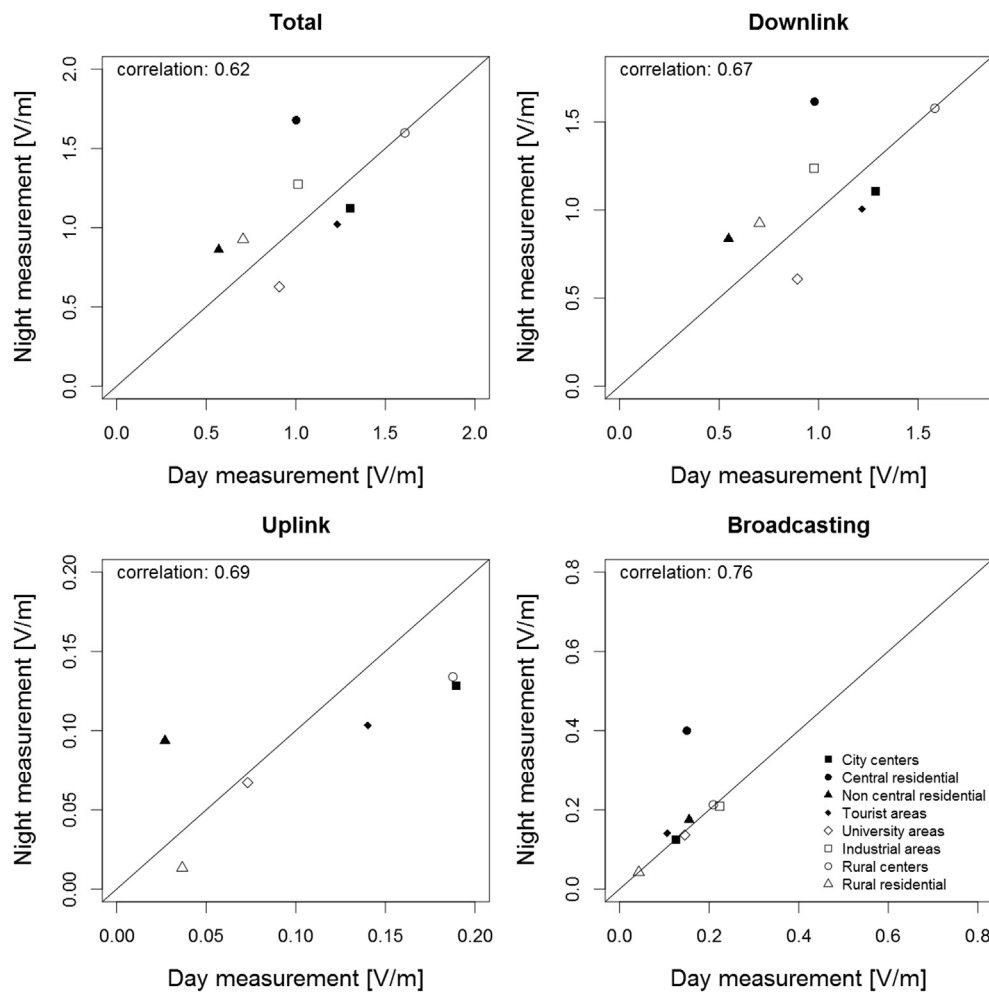 Total
correlation: 0.62
Night measurement [V/m]
2.0
1.5
1.0
0.5
0.0
0.0 0.5 1.0 1.5 2.0
Day measurement [V/m]
Downlink
correlation: 0.67
Night measurement [V/m]
1.5
1.0
0.5
0.0
0.0 0.5 1.0 1.5
Day measurement [V/m]
Uplink
correlation: 0.69
Night measurement [V/m]
0.20
0.15
0.10
0.05
0.00
0.00 0.05 0.10 0.15 0.20
Day measurement [V/m]
Broadcasting
correlation: 0.76
Night measurement [V/m]
0.8
0.6
0.4
0.2
0.0
City centers
Central residential
Non central residential
Tourist areas
University areas
Industrial areas
Rural centers
Rural residential
0.0 0.2 0.4 0.6 0.8
Day measurement [V/m]